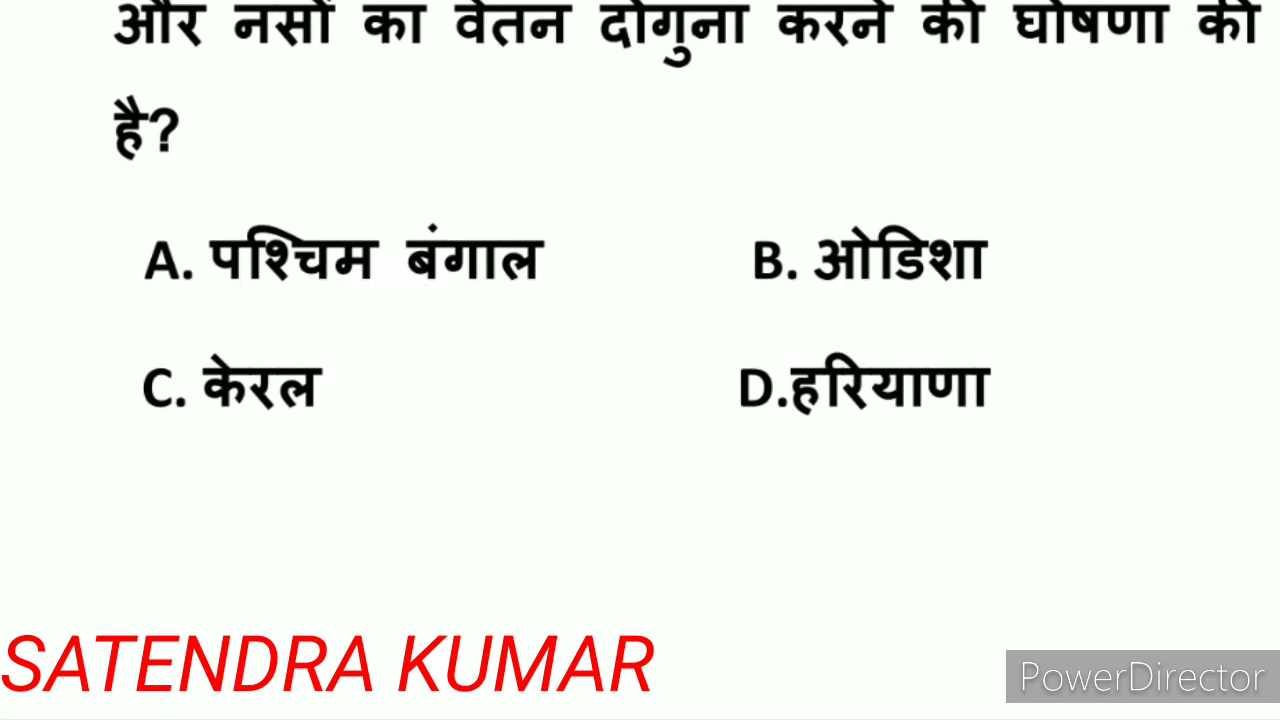 और नर्सों का वेतन दोगुना करने की घोषणा की
है?
A. पश्चिम बंगाल B. ओडिशा
C. केरल D.हरियाणा
SATENDRA KUMAR
PowerDirector